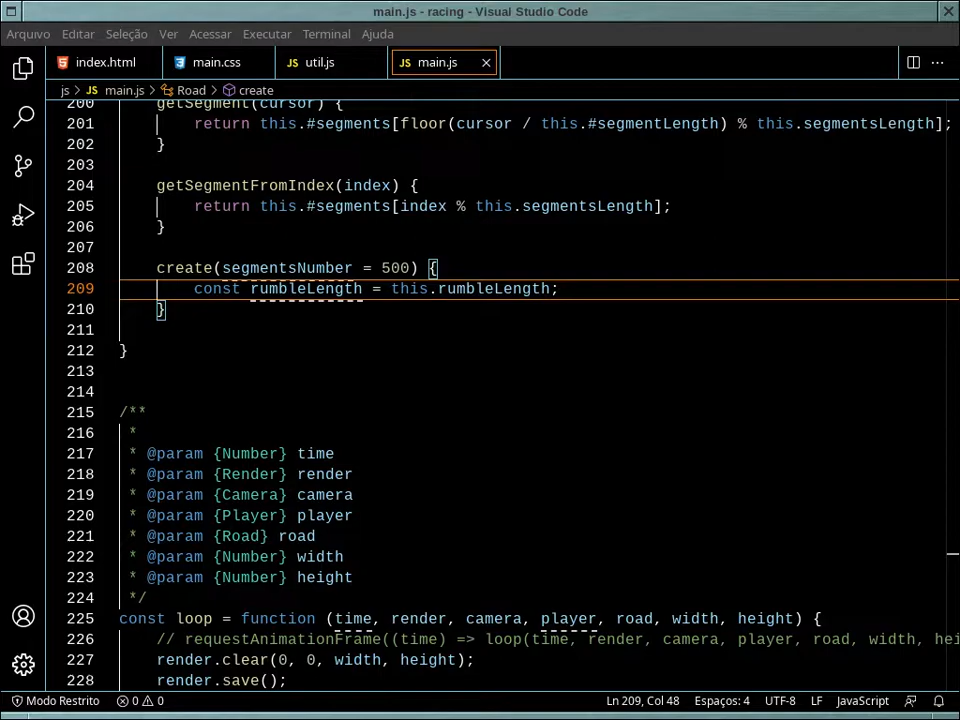 main.js - racing - Visual Studio Code
Arquivo Editar Seleção Ver Acessar Executar Terminal Ajuda
index.html main.css JS util.js JS main.js
js > JS main.js > Road > create
200 getSegment(cursor) {
201 return this.#segments[floor(cursor / this.#segmentLength) % this.segmentsLength];
202 }
203
204 getSegmentFromIndex(index) {
205 return this.#segments[index % this.segmentsLength];
206 }
207
208 create(segmentsNumber = 500) {
209 const rumbleLength = this.rumbleLength;
210 }
211
212 }
213
214
215 /**
216 *
217 * @param {Number} time
218 * @param {Render} render
219 * @param {Camera} camera
220 * @param {Player} player
221 * @param {Road} road
222 * @param {Number} width
223 * @param {Number} height
224 */
225 const loop = function (time, render, camera, player, road, width, height) {
226 // requestAnimationFrame((time) => loop(time, render, camera, player, road, width, hei
227 render.clear(0, 0, width, height);
228 render.save();
Modo Restrito 0 0 Ln 209, Col 48 Espaços: 4 UTF-8 LF JavaScript